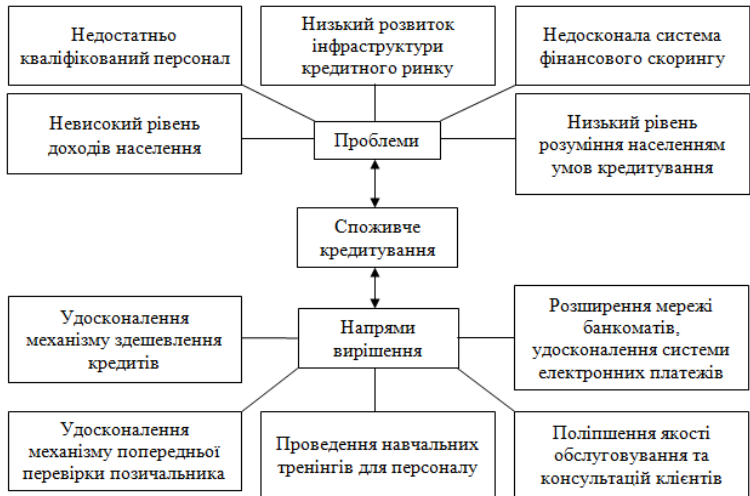 Недостатньо
кваліфікований персонал
Низький розвиток
інфраструктури
кредитного ринку
Недосконала система
фінансового скорингу
Невисокий рівень
доходів населення
Проблеми
Низький рівень
розуміння населенням
умов кредитування
Споживче
кредитування
Удосконалення
механізму здешевлення
кредитів
Напрями
вирішення
Розширення мережі
банкоматів,
удосконалення системи
електронних платежів
Удосконалення
механізму попередньої
перевірки позичальника
Проведення навчальних
тренінгів для персоналу
Поліпшення якості
обслуговування та
консультацій клієнтів